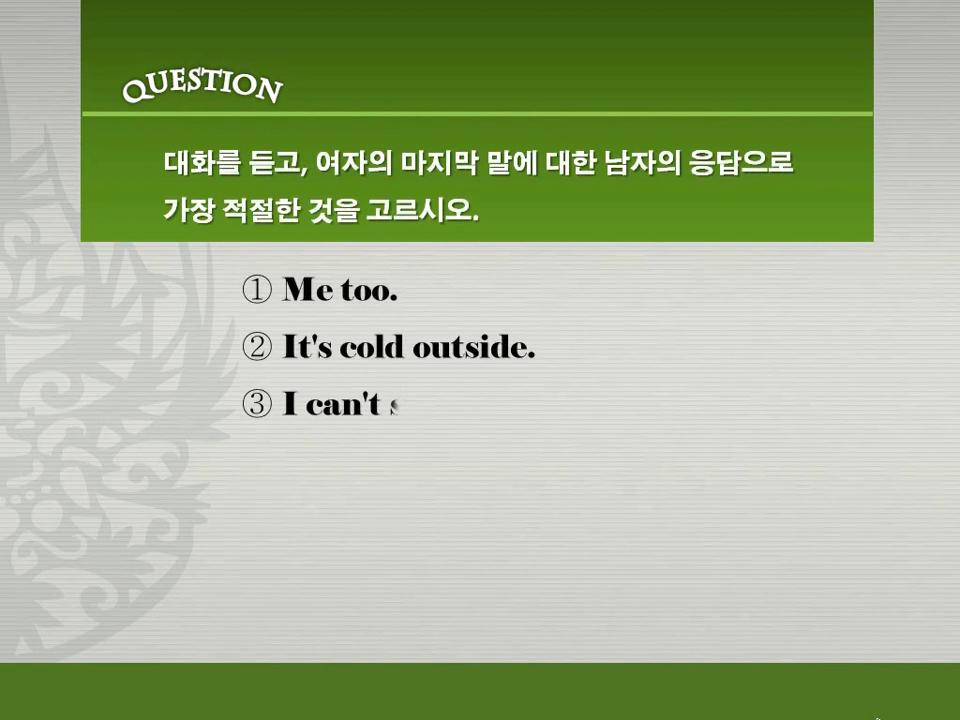 QUESTION
대화를 듣고, 여자의 마지막 말에 대한 남자의 응답으로
가장 적절한 것을 고르시오.
① Me too.
② It's cold outside.
③ I can't